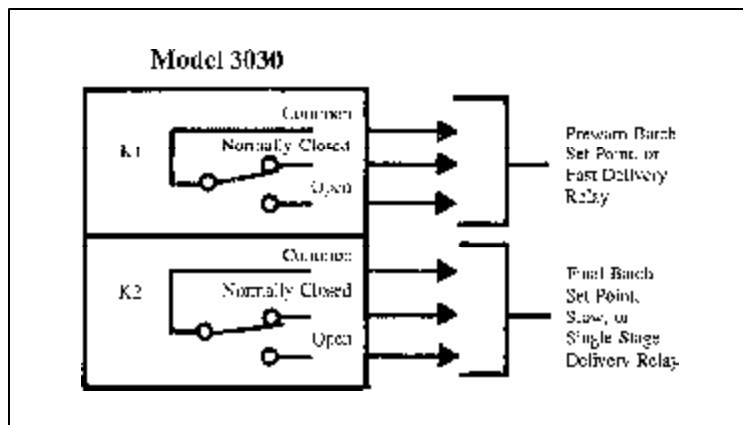 Model 3030
Common
K1
Normally Closed
Open
Prewarn Batch
Set Point, or
Fast Delivery
Relay
Common
K2
Normally Closed
Open
Final Batch
Set Point,
Slow, or
Single Stage
Delivery Relay